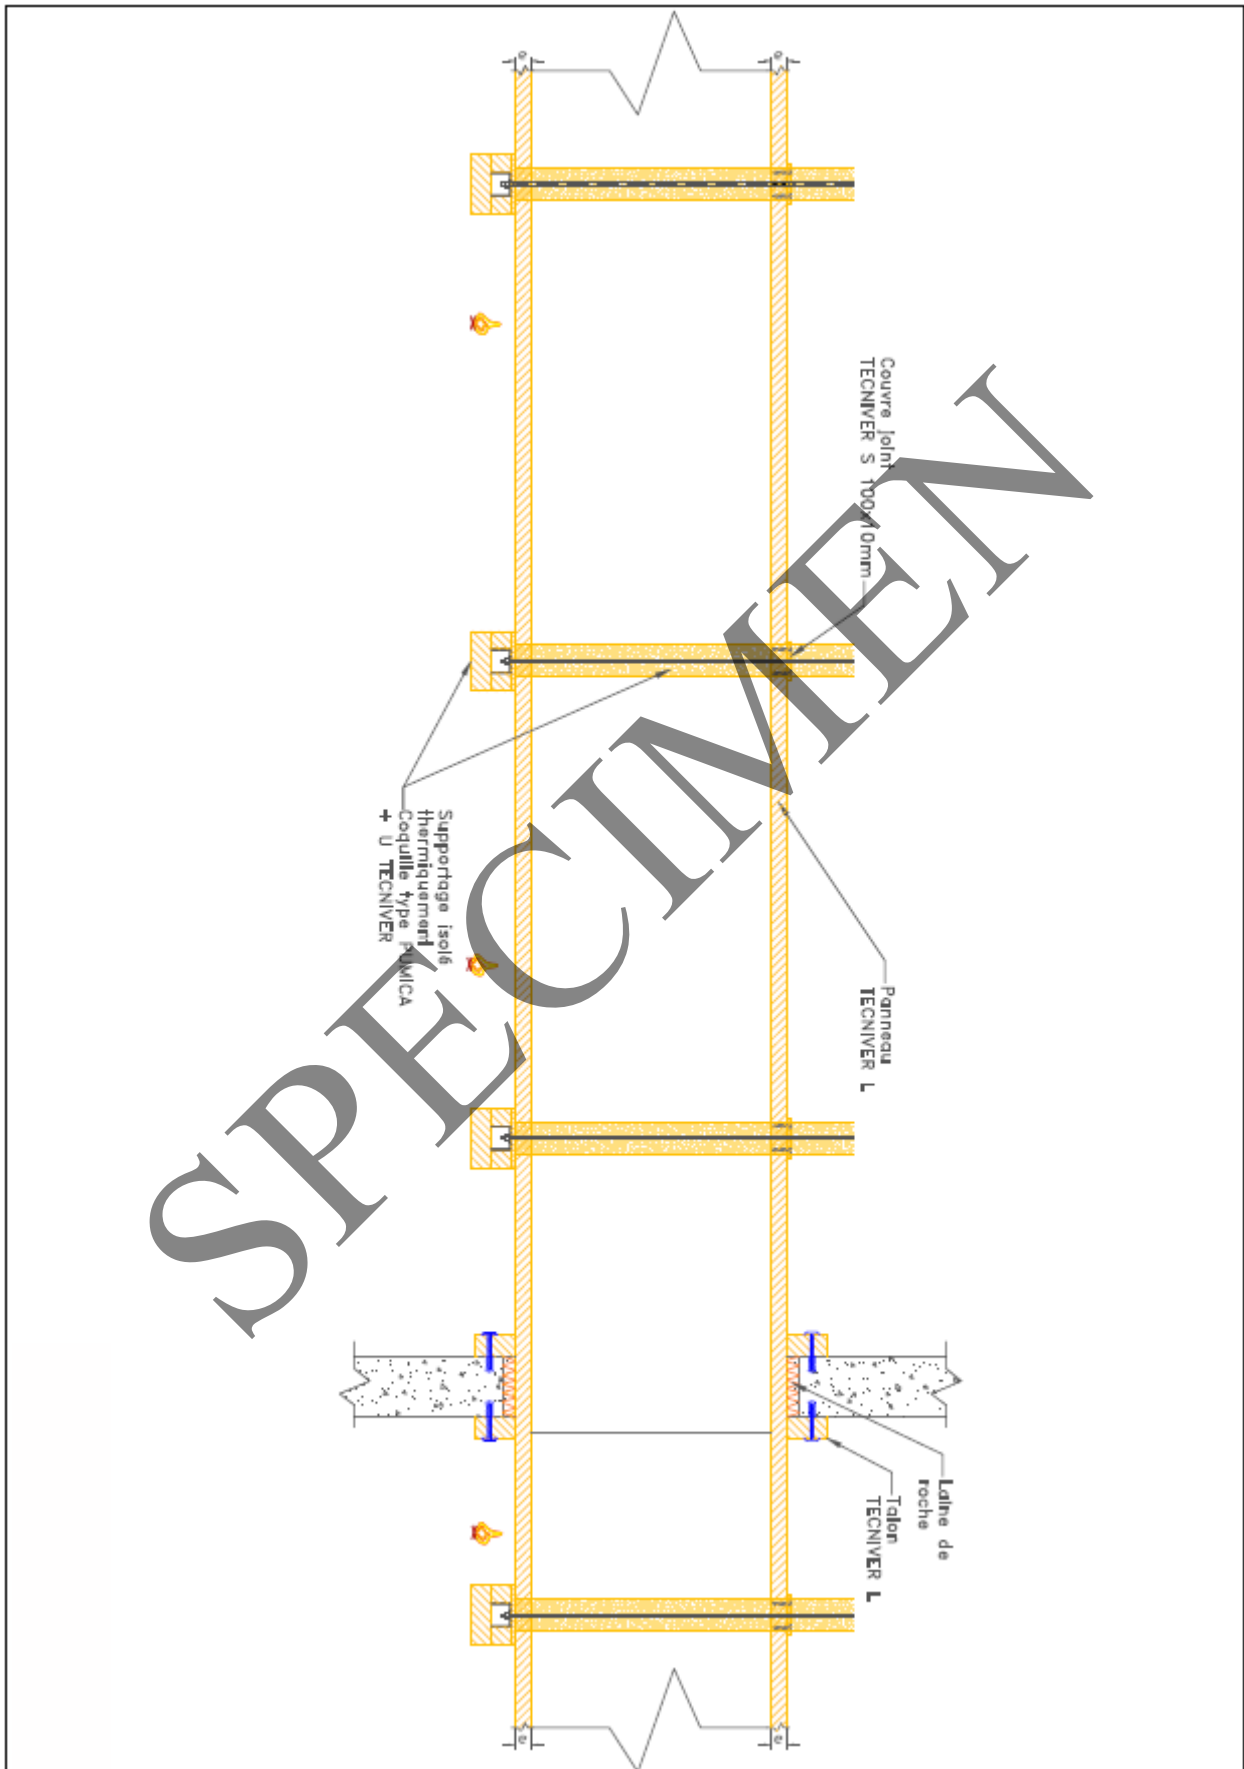 Couvre joint
TECNIVER S 100x10mm
Panneau
TECNIVER L
Supportage isolé
thermiquement
Coquille type PUMICA
+ U TECNIVER
Laine de
roche
Talon
TECNIVER L
e
e
e
e
SPECIMEN